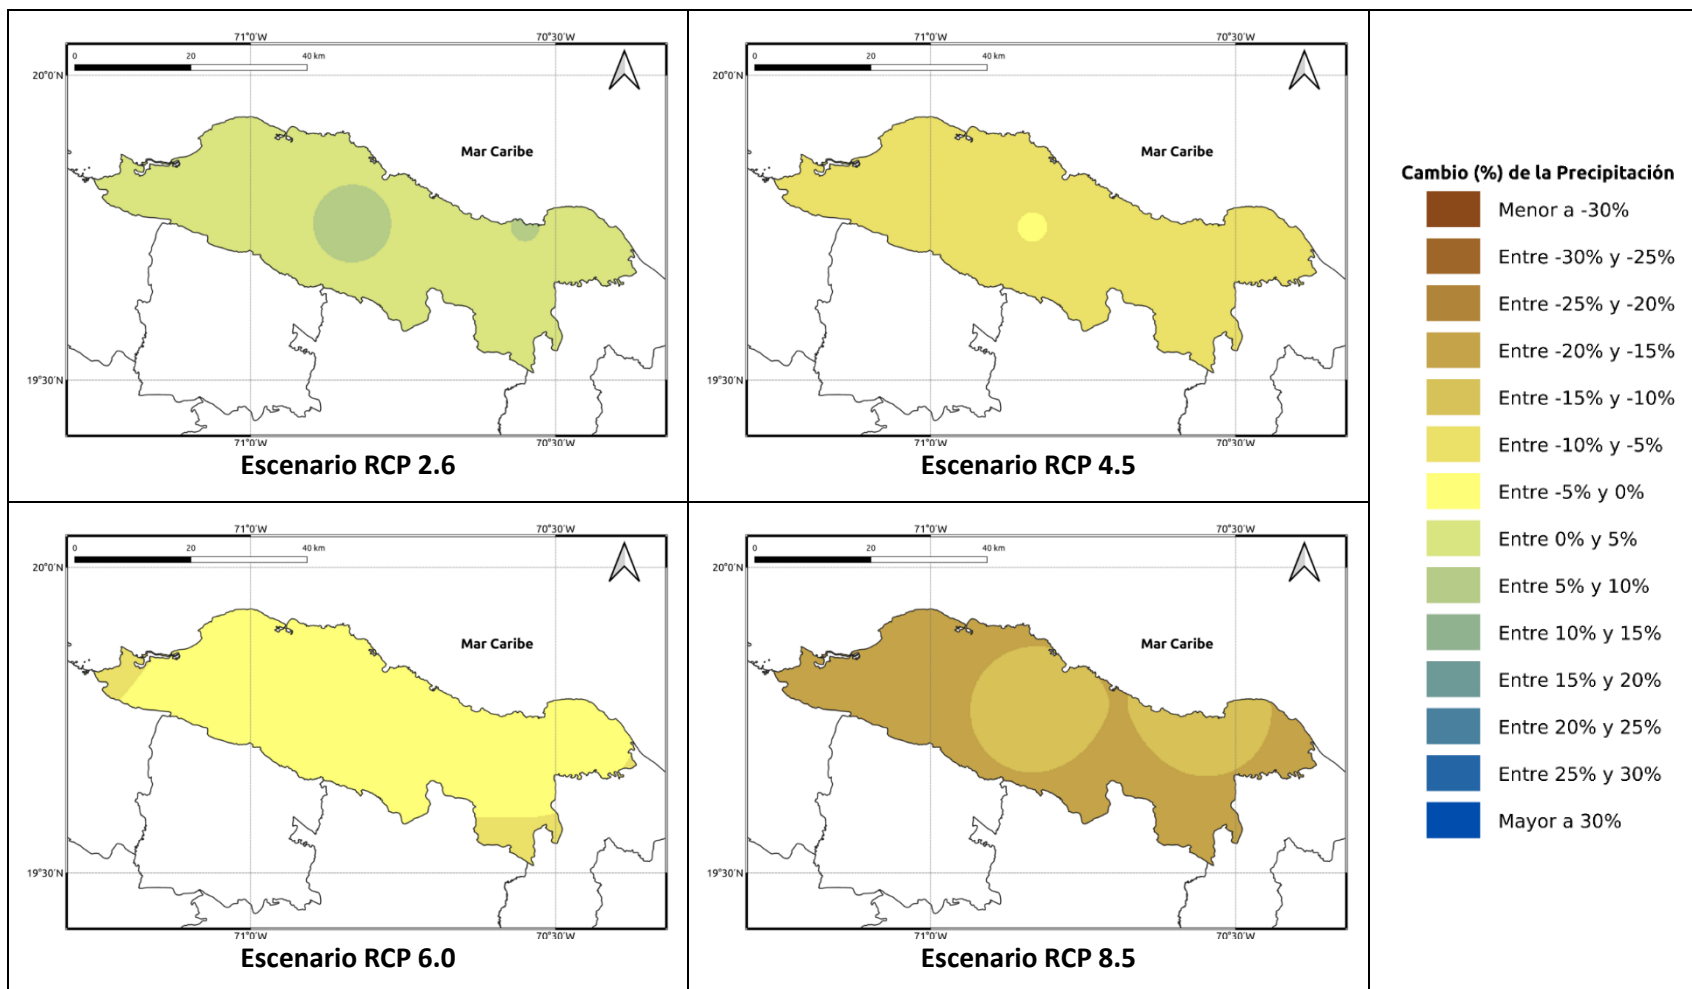 71°0'W 70°30'W
0 20 40 km
20°0'N
Mar Caribe
19°30'N
71°0'W 70°30'W
Escenario RCP 2.6
71°0'W 70°30'W
0 20 40 km
20°0'N
Mar Caribe
19°30'N
71°0'W 70°30'W
Escenario RCP 4.5
71°0'W 70°30'W
0 20 40 km
20°0'N
Mar Caribe
19°30'N
71°0'W 70°30'W
Escenario RCP 6.0
71°0'W 70°30'W
0 20 40 km
20°0'N
Mar Caribe
19°30'N
71°0'W 70°30'W
Escenario RCP 8.5
Cambio (%) de la Precipitación
Menor a -30%
Entre -30% y -25%
Entre -25% y -20%
Entre -20% y -15%
Entre -15% y -10%
Entre -10% y -5%
Entre -5% y 0%
Entre 0% y 5%
Entre 5% y 10%
Entre 10% y 15%
Entre 15% y 20%
Entre 20% y 25%
Entre 25% y 30%
Mayor a 30%